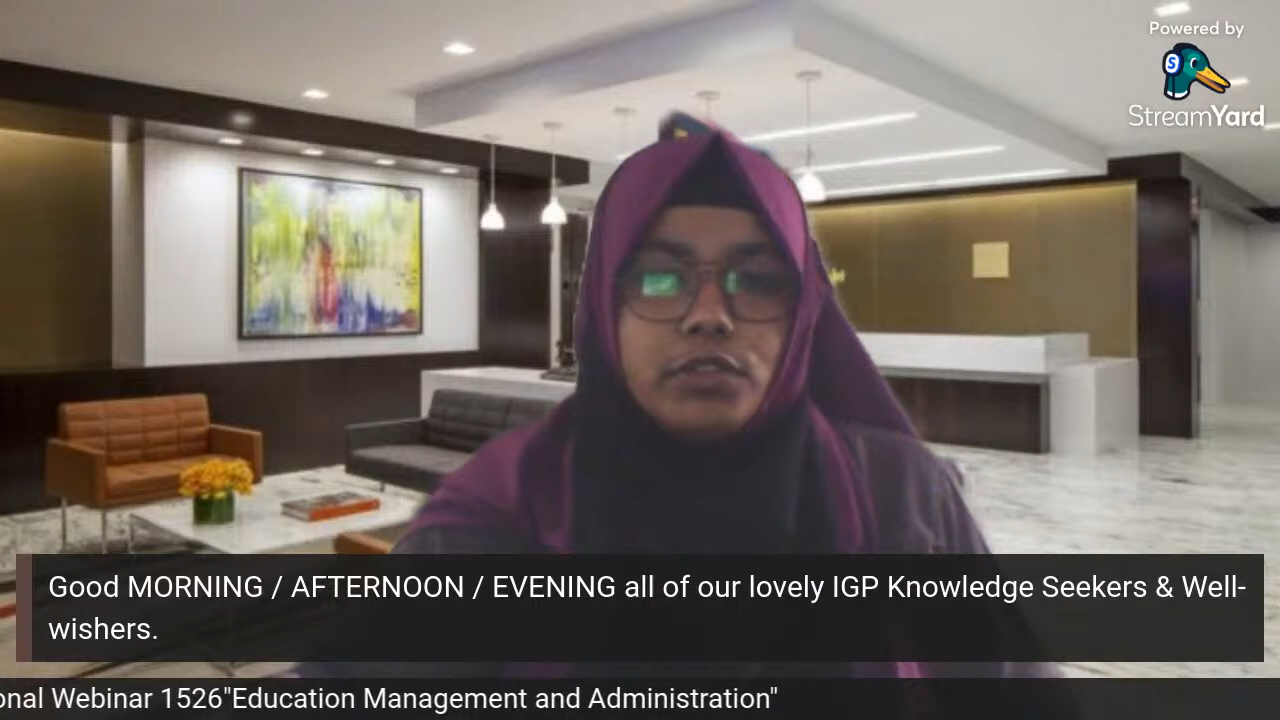 Powered by
StreamYard
Good MORNING / AFTERNOON / EVENING all of our lovely IGP Knowledge Seekers & Well-
wishers.
onal Webinar 1526"Education Management and Administration"